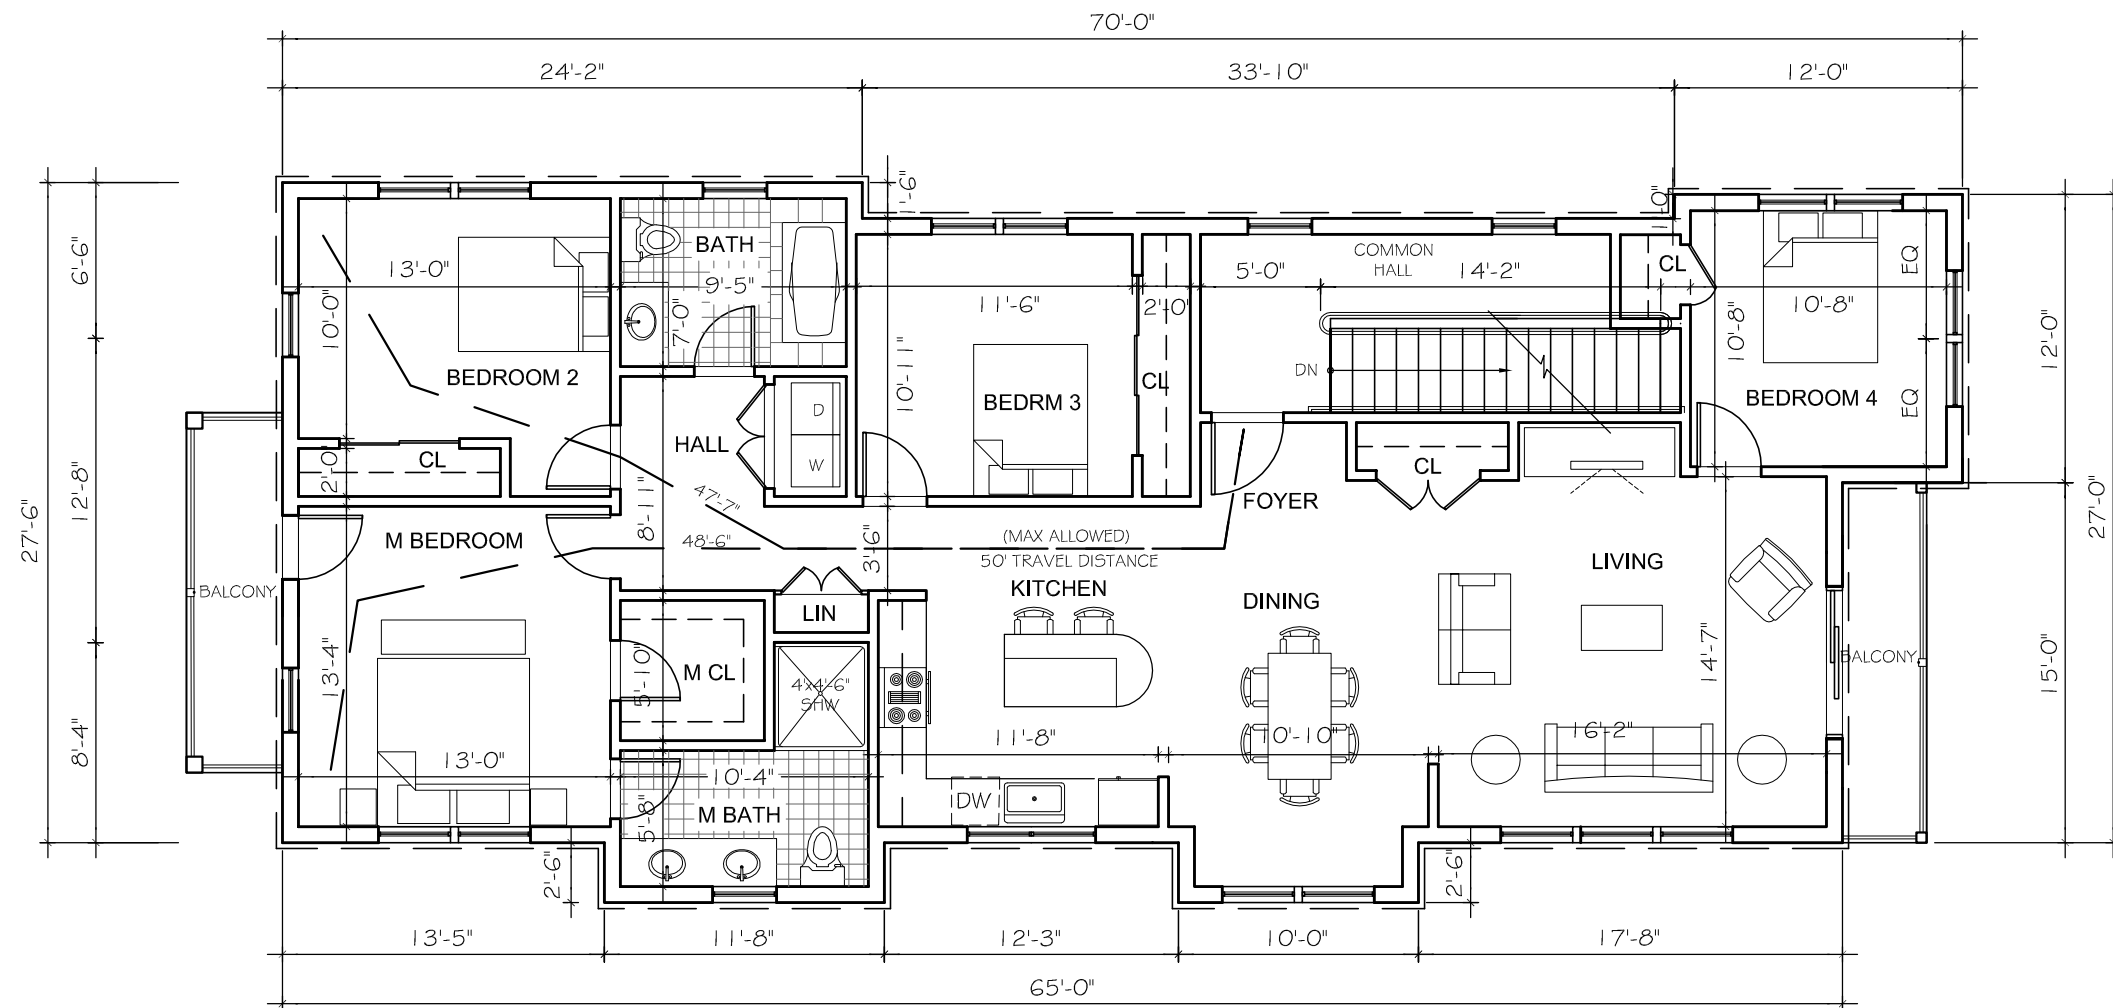 70'-0"
24'-2"
33'-10"
12'-0"
1'-6"
1'-0"
BATH
COMMON
HALL
CL
EQ
13'-0"
9'-5"
5'-0"
14'-2"
6'-6"
10'-0"
7'-0"
11'-6"
2'-0"
10'-8"
10'-8"
12'-0"
BEDROOM 2
10'-11"
BEDRM 3
CL
DN
BEDROOM 4
EQ
D
HALL
W
CL
2'-0"
CL
12'-8"
27'-6"
47'-7"
8'-11"
FOYER
27'-0"
M BEDROOM
48'-6"
3'-6"
(MAX ALLOWED)
50' TRAVEL DISTANCE
BALCONY
KITCHEN
DINING
LIVING
LIN
13'-4"
5'-10"
M CL
4'x4'-6"
SHW
14'-7"
BALCONY
15'-0"
8'-4"
11'-8"
10'-10"
16'-2"
13'-0"
10'-4"
DW
M BATH
5'-8"
2'-6"
2'-6"
13'-5"
11'-8"
12'-3"
10'-0"
17'-8"
65'-0"